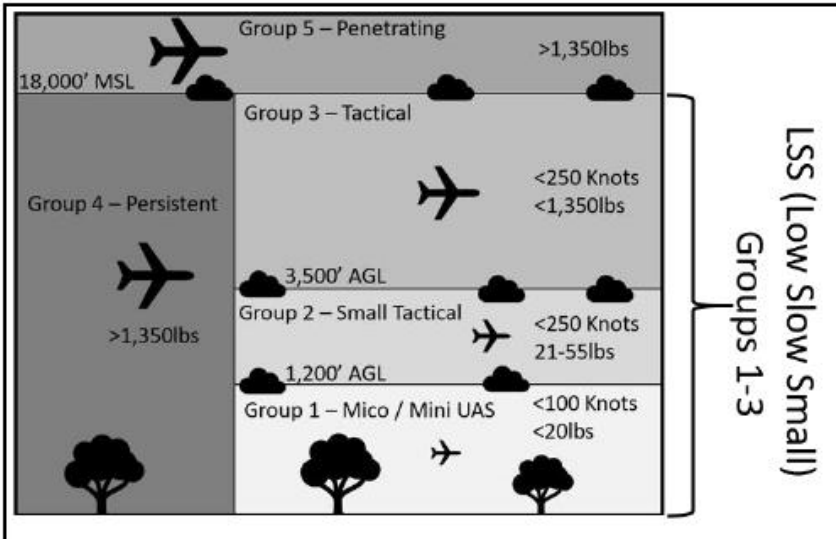 Group 5 – Penetrating
>1,350lbs
18,000' MSL
Group 3 – Tactical
<250 Knots
<1,350lbs
Group 4 – Persistent
>1,350lbs
3,500' AGL
Group 2 – Small Tactical
<250 Knots
21-55lbs
1,200' AGL
Group 1 – Mico / Mini UAS
<100 Knots
<20lbs
LSS (Low Slow Small)
Groups 1-3